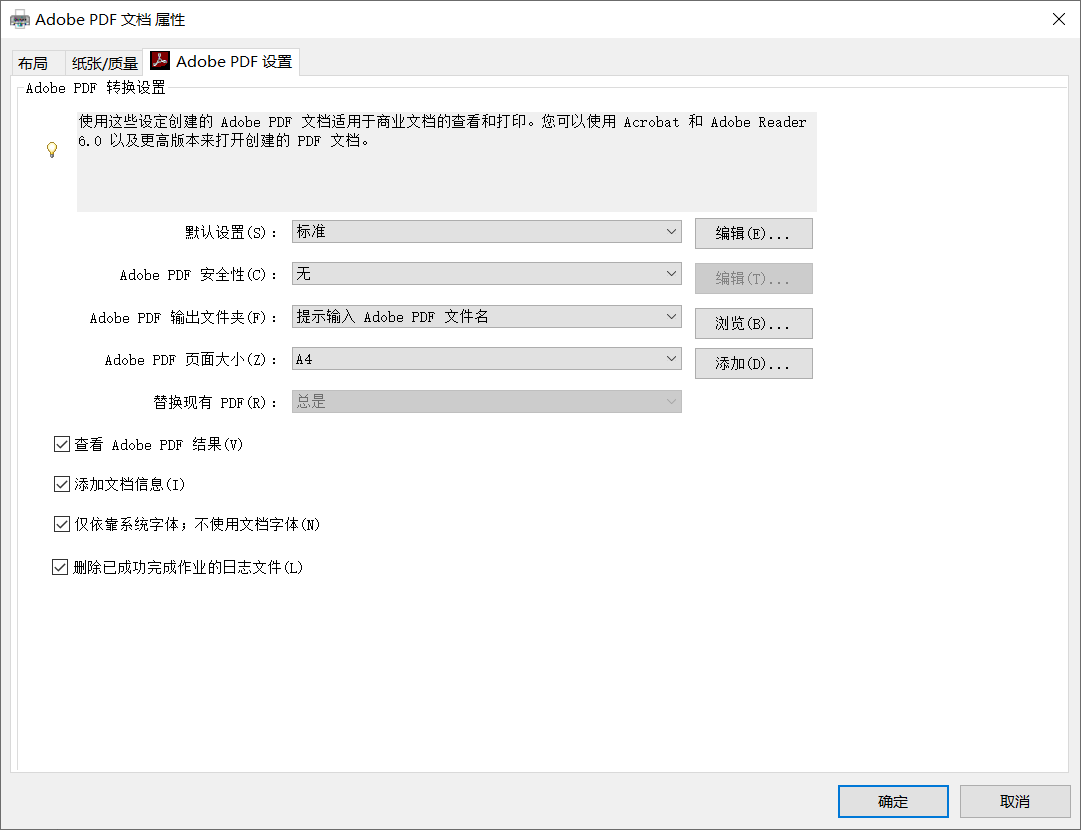 Adobe PDF 文档 属性
布局 纸张/质量 Adobe PDF 设置
Adobe PDF 转换设置
使用这些设定创建的 Adobe PDF 文档适用于商业文档的查看和打印。您可以使用 Acrobat 和 Adobe Reader
6.0 以及更高版本来打开创建的 PDF 文档。
默认设置(S)： 标准 编辑(E)...
Adobe PDF 安全性(C)： 无 编辑(T)...
Adobe PDF 输出文件夹(F)： 提示输入 Adobe PDF 文件名 浏览(B)...
Adobe PDF 页面大小(Z)： A4 添加(D)...
替换现有 PDF(R)： 总是
查看 Adobe PDF 结果(V)
添加文档信息(I)
仅依靠系统字体；不使用文档字体(N)
删除已成功完成作业的日志文件(L)
确定 取消